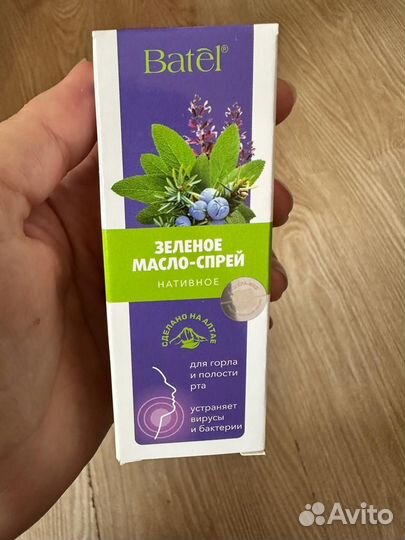 Batel®
ЗЕЛЕНОЕ
МАСЛО-СПРЕЙ
НАТИВНОЕ
СДЕЛАНО НА АЛТАЕ
для горла
и полости
рта
устраняет
вирусы
и бактерии
Avito